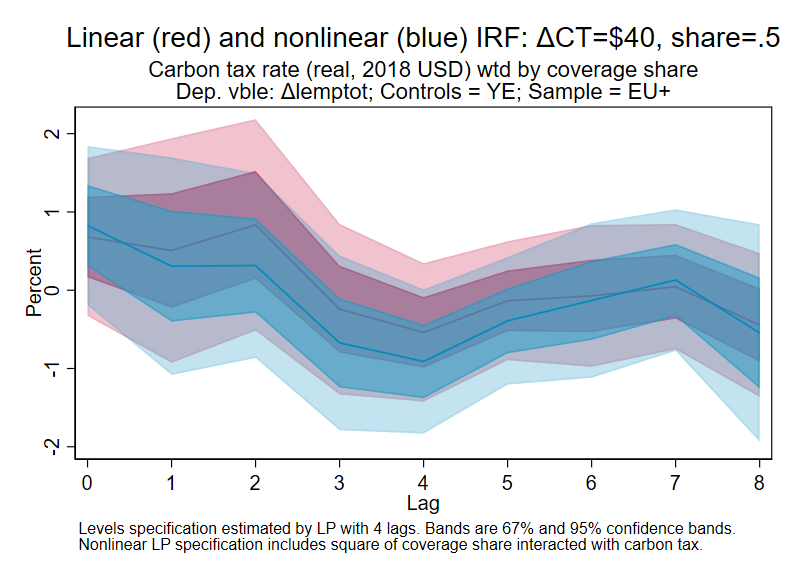 Linear (red) and nonlinear (blue) IRF: ΔCT=$40, share=.5
Carbon tax rate (real, 2018 USD) wtd by coverage share
Dep. vble: Δlemptot; Controls = YE; Sample = EU+
2
1
0
-1
-2
Percent
0 1 2 3 4 5 6 7 8
Lag
Levels specification estimated by LP with 4 lags. Bands are 67% and 95% confidence bands.
Nonlinear LP specification includes square of coverage share interacted with carbon tax.